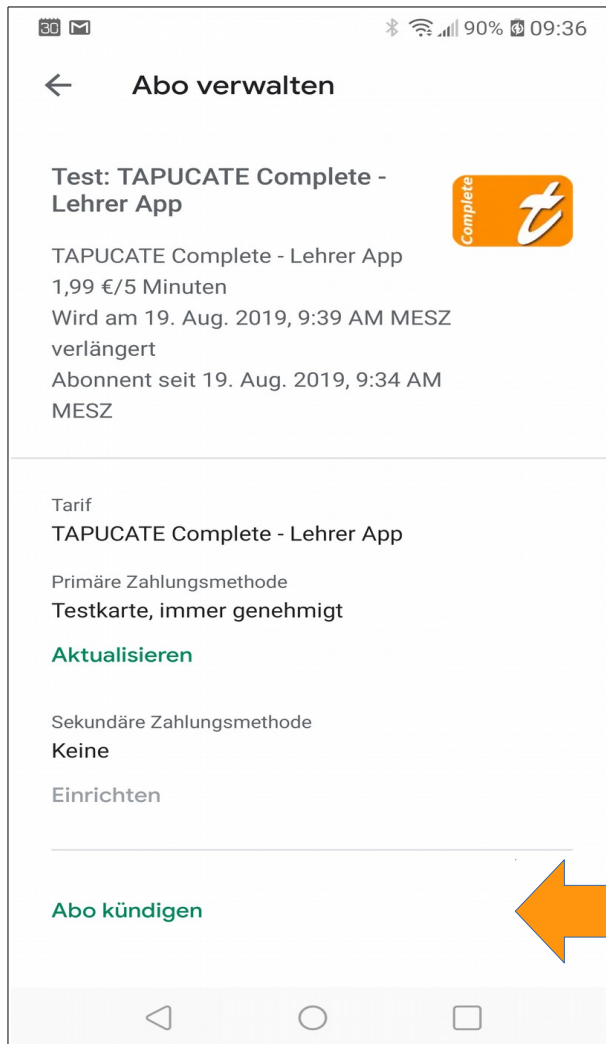 30 90% 09:36
Abo verwalten
Test: TAPUCATE Complete -
Lehrer App
Complete t
TAPUCATE Complete - Lehrer App
1,99 €/5 Minuten
Wird am 19. Aug. 2019, 9:39 AM MESZ
verlängert
Abonnent seit 19. Aug. 2019, 9:34 AM
MESZ
Tarif
TAPUCATE Complete - Lehrer App
Primäre Zahlungsmethode
Testkarte, immer genehmigt
Aktualisieren
Sekundäre Zahlungsmethode
Keine
Einrichten
Abo kündigen